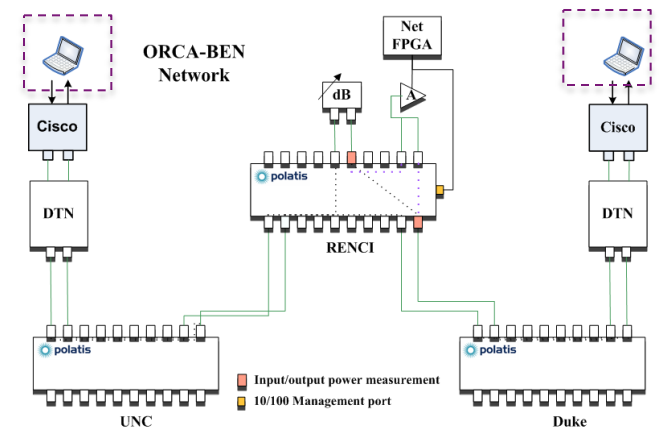 Net
FPGA
ORCA-BEN
Network
dB
A
Cisco
Cisco
polatis
DTN
DTN
RENCI
polatis
polatis
Input/output power measurement
10/100 Management port
UNC
Duke